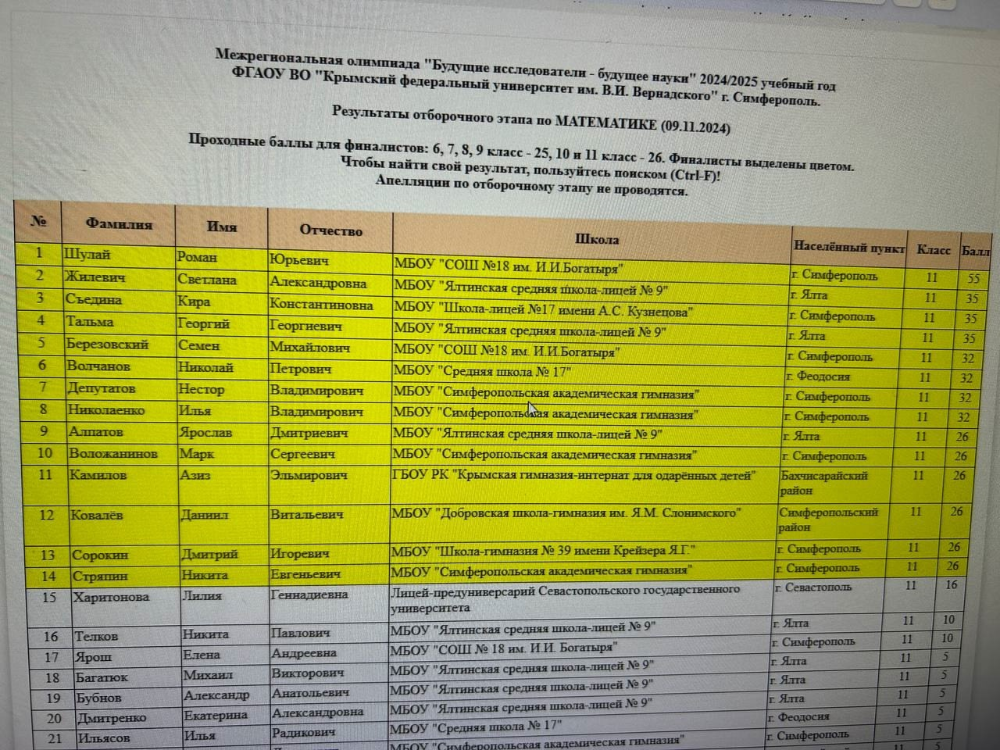 Межрегиональная олимпиада "Будущие исследователи - будущее науки" 2024/2025 учебный год
ФГАОУ ВО "Крымский федеральный университет им. В.И. Вернадского" г. Симферополь.
Результаты отборочного этапа по МАТЕМАТИКЕ (09.11.2024)
Проходные баллы для финалистов: 6, 7, 8, 9 класс - 25, 10 и 11 класс - 26. Финалисты выделены цветом.
Чтобы найти свой результат, пользуйтесь поиском (Ctrl-F)!
Апелляции по отборочному этапу не проводятся.
№ Фамилия Имя Отчество Школа Населённый пункт Класс Балл
1 Шулай Роман Юрьевич МБОУ "СОШ №18 им. И.И.Богатыря" г. Симферополь 11 55
2 Жилевич Светлана Александровна МБОУ "Ялтинская средняя школа-лицей № 9" г. Ялта 11 35
3 Съедина Кира Константиновна МБОУ "Школа-лицей №17 имени А.С. Кузнецова" г. Симферополь 11 35
4 Тальма Георгий Георгиевич МБОУ "Ялтинская средняя школа-лицей № 9" г. Ялта 11 35
5 Березовский Семен Михайлович МБОУ "СОШ №18 им. И.И.Богатыря" г. Симферополь 11 32
6 Волчанов Николай Петрович МБОУ "Средняя школа № 17" г. Феодосия 11 32
7 Депутатов Нестор Владимирович МБОУ "Симферопольская академическая гимназия" г. Симферополь 11 32
8 Николаенко Илья Владимирович МБОУ "Симферопольская академическая гимназия" г. Симферополь 11 32
9 Алпатов Ярослав Дмитриевич МБОУ "Ялтинская средняя школа-лицей № 9" г. Ялта 11 26
10 Воложанинов Марк Сергеевич МБОУ "Симферопольская академическая гимназия" г. Симферополь 11 26
11 Камилов Азиз Эльмирович ГБОУ РК "Крымская гимназия-интернат для одарённых детей" Бахчисарайский 11 26
район
12 Ковалёв Даниил Витальевич МБОУ "Добровская школа-гимназия им. Я.М. Слонимского" Симферопольский 11 26
район
13 Сорокин Дмитрий Игоревич МБОУ "Школа-гимназия № 39 имени Крейзера Я.Г." г. Симферополь 11 26
14 Стряпин Никита Евгеньевич МБОУ "Симферопольская академическая гимназия" г. Симферополь 11 26
15 Харитонова Лилия Геннадиевна Лицей-предуниверсарий Севастопольского государственного г. Севастополь 11 16
университета
16 Телков Никита Павлович МБОУ "Ялтинская средняя школа-лицей № 9" г. Ялта 11 10
17 Ярош Елена Андреевна МБОУ "СОШ № 18 им. И.И. Богатыря" г. Симферополь 11 10
18 Багатюк Михаил Викторович МБОУ "Ялтинская средняя школа-лицей № 9" г. Ялта 11 5
19 Бубнов Александр Анатольевич МБОУ "Ялтинская средняя школа-лицей № 9" г. Ялта 11 5
20 Дмитренко Екатерина Александровна МБОУ "Ялтинская средняя школа-лицей № 9" г. Ялта 11 5
21 Ильясов Илья Радикович МБОУ "Средняя школа № 17" г. Феодосия 11 5
МБОУ "Симферопольская академическая гимназия" г. Симферополь 11 5